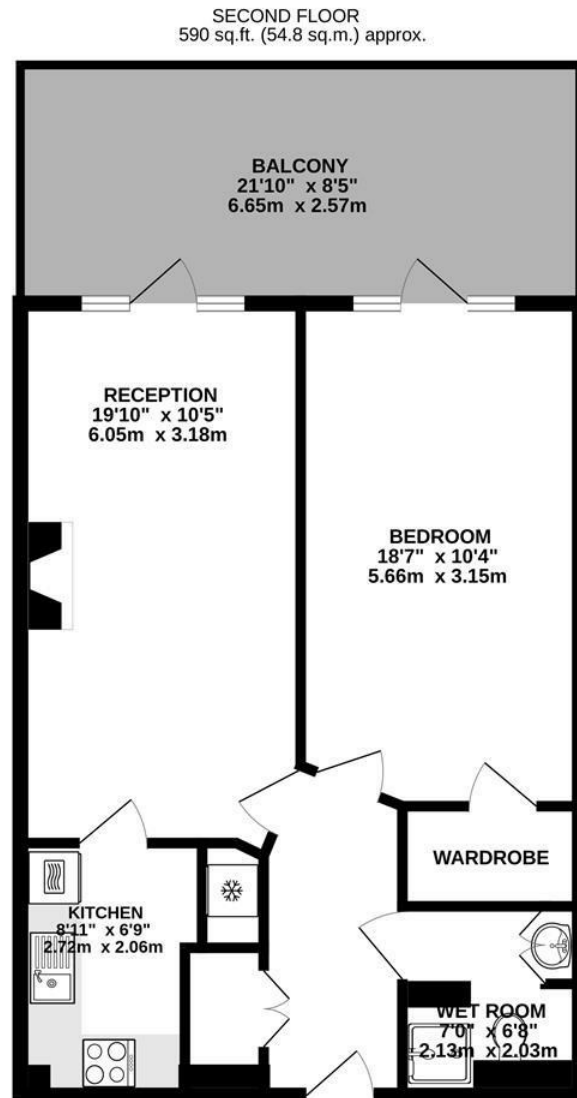 SECOND FLOOR
590 sq.ft. (54.8 sq.m.) approx.
BALCONY
21'10" x 8'5"
6.65m x 2.57m
RECEPTION
19'10" x 10'5"
6.05m x 3.18m
BEDROOM
18'7" x 10'4"
5.66m x 3.15m
WARDROBE
KITCHEN
8'11" x 6'9"
2.72m x 2.06m
WET ROOM
7'0" x 6'8"
2.13m x 2.03m